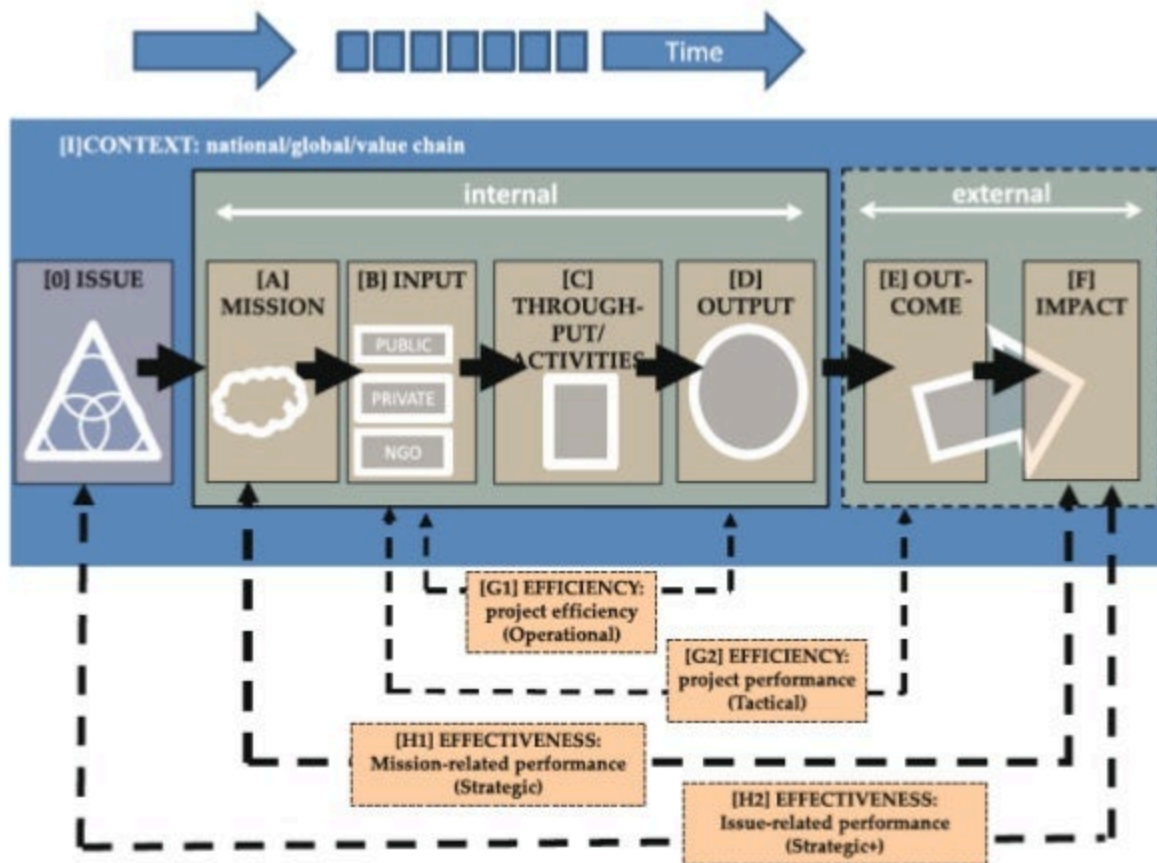 Time
[I]CONTEXT: national/global/value chain
internal
external
[0] ISSUE
[A]
MISSION
[B] INPUT
PUBLIC
PRIVATE
NGO
[C]
THROUGH-
PUT/
ACTIVITIES
[D]
OUTPUT
[E] OUT-
COME
[F]
IMPACT
[G1] EFFICIENCY:
project efficiency
(Operational)
[G2] EFFICIENCY:
project performance
(Tactical)
[H1] EFFECTIVENESS:
Mission-related performance
(Strategic)
[H2] EFFECTIVENESS:
Issue-related performance
(Strategic+)